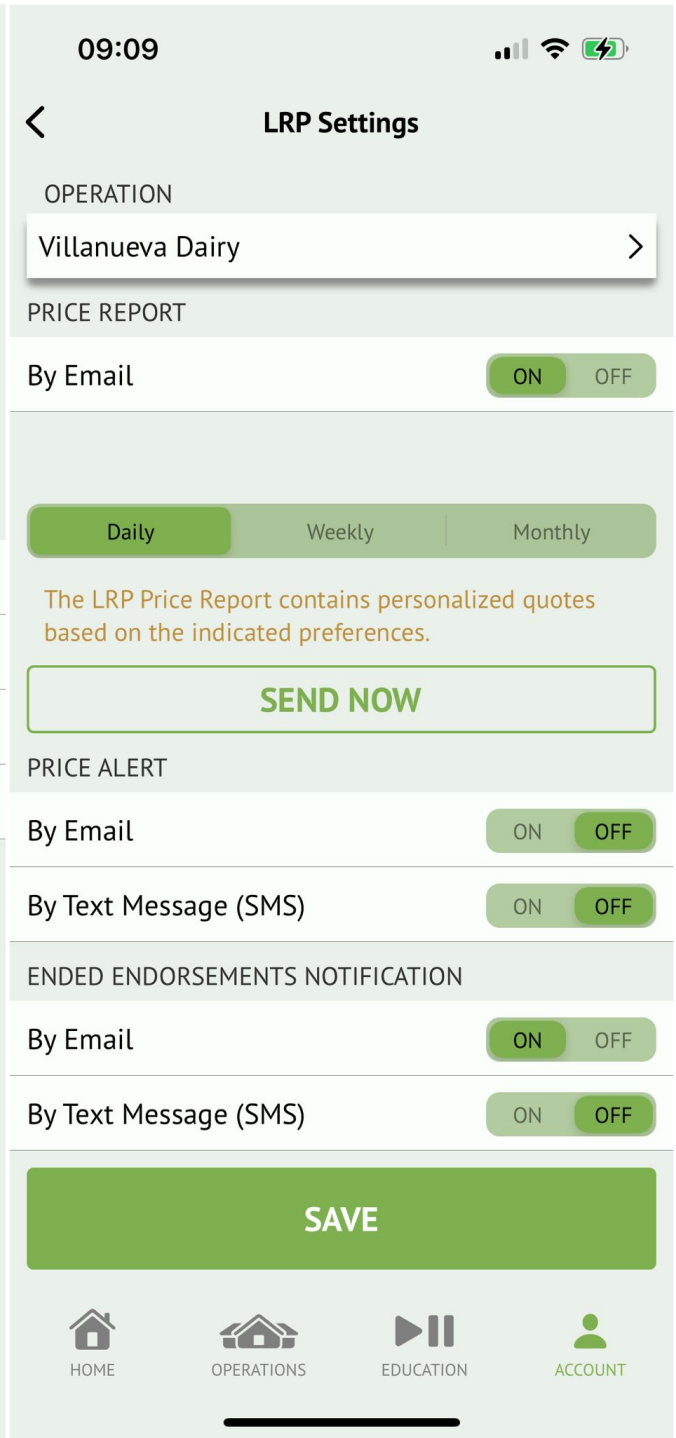 09:09
LRP Settings
OPERATION
Villanueva Dairy
PRICE REPORT
By Email ON OFF
Daily Weekly Monthly
The LRP Price Report contains personalized quotes
based on the indicated preferences.
SEND NOW
PRICE ALERT
By Email ON OFF
By Text Message (SMS) ON OFF
ENDED ENDORSEMENTS NOTIFICATION
By Email ON OFF
By Text Message (SMS) ON OFF
SAVE
HOME OPERATIONS EDUCATION ACCOUNT